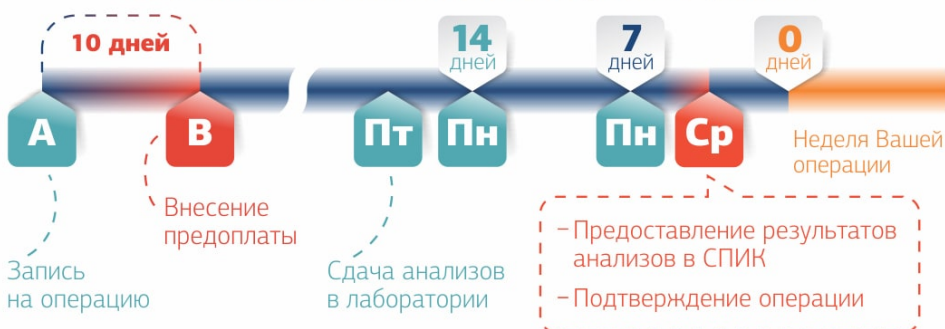 10 дней
14
дней
7
дней
0
дней
А
В
Пт
Пн
Пн
Ср
Неделя Вашей
операции
Внесение
предоплаты
Запись
на операцию
Сдача анализов
в лаборатории
– Предоставление результатов
анализов в СПИК
– Подтверждение операции